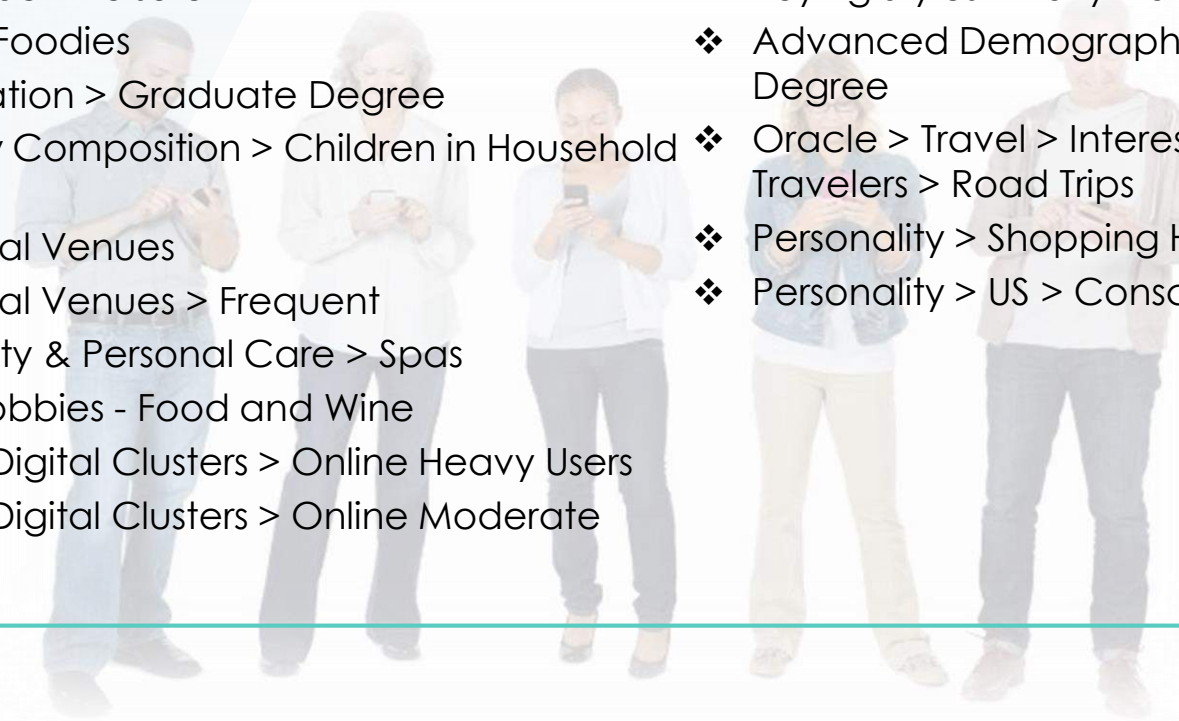 Foodies
ation > Graduate Degree
Composition > Children in Household
al Venues
al Venues > Frequent
ty & Personal Care > Spas
obbies - Food and Wine
Digital Clusters > Online Heavy Users
Digital Clusters > Online Moderate
❖ Advanced Demograph
Degree
❖ Oracle > Travel > Interes
Travelers > Road Trips
❖ Personality > Shopping H
❖ Personality > US > Consc